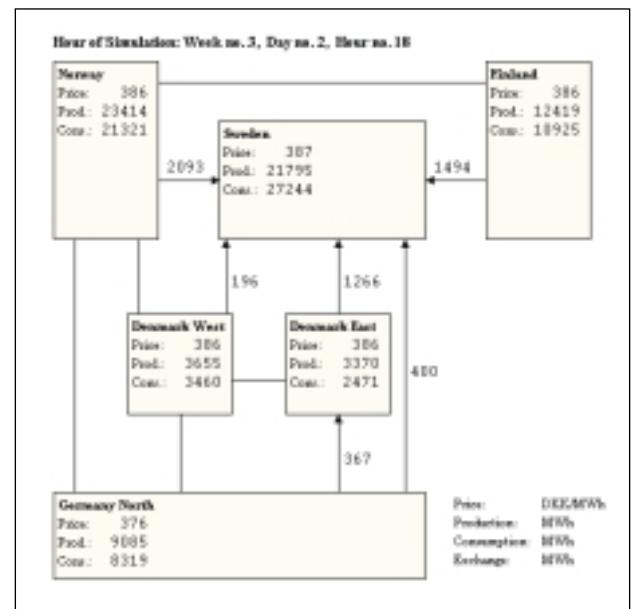 Hour of Simulation: Week no. 3, Day no. 2, Hour no. 18
Norway
Price: 386
Prod.: 23414
Cons.: 21321
Finland
Price: 386
Prod.: 12419
Cons.: 10925
Sweden
Price: 387
Prod.: 21795
Cons.: 27244
2093
1494
196
1266
Denmark West
Price: 386
Prod.: 3655
Cons.: 3460
Denmark East
Price: 386
Prod.: 3370
Cons.: 2471
400
367
Germany North
Price: 376
Prod.: 9085
Cons.: 8319
Price: DKK/MWh
Production: MWh
Consumption: MWh
Exchange: MWh